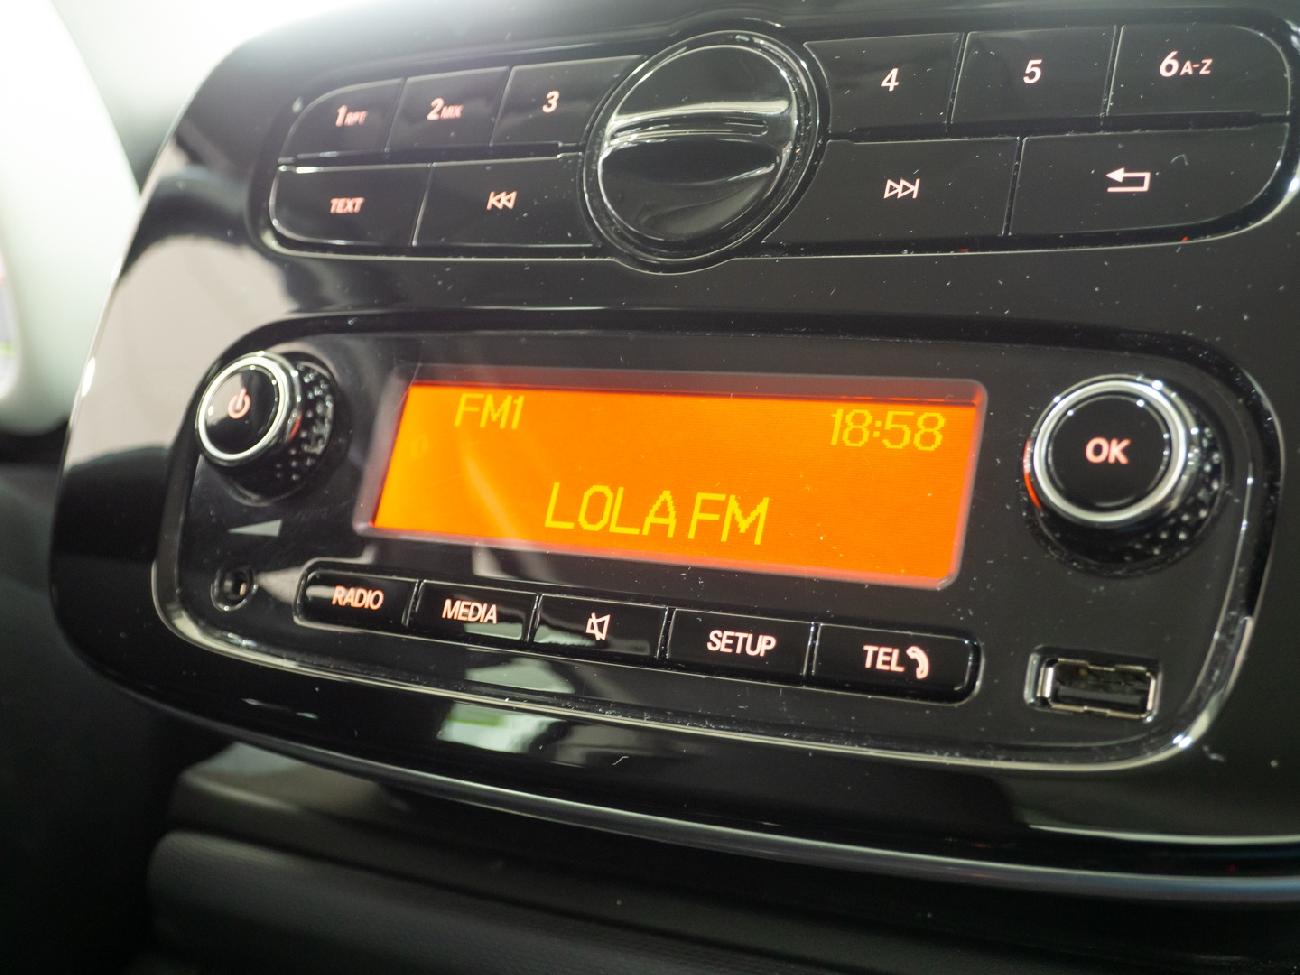 1RPT 2MIX 3 4 5 6A-Z
TEXT
FM1 18:58
LOLA FM
OK
RADIO MEDIA SETUP TEL